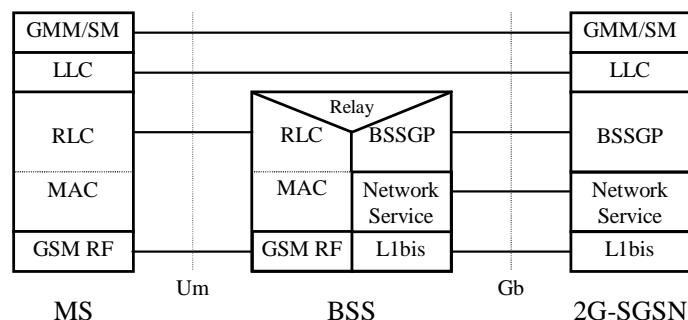 GMM/SM
GMM/SM
LLC
LLC
Relay
RLC
RLC
BSSGP
BSSGP
MAC
MAC
Network
Service
Network
Service
GSM RF
GSM RF
L1bis
L1bis
Um
Gb
MS
BSS
2G-SGSN